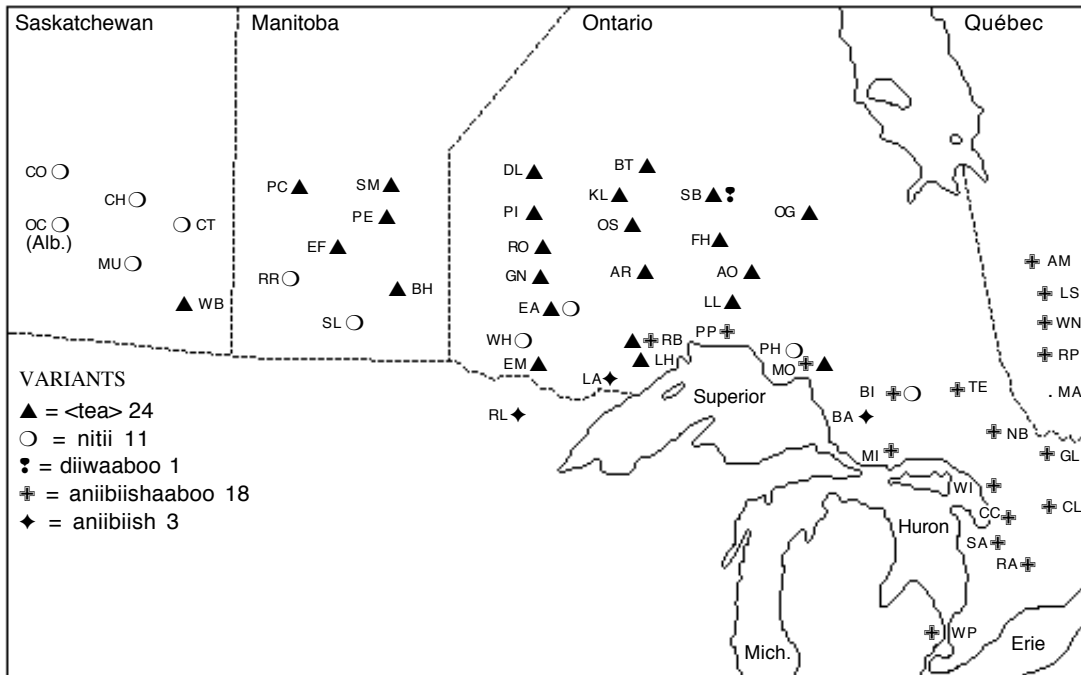 Saskatchewan Manitoba Ontario Québec
BT
CO DL
PC SM
CH KL SB
OG
PE PI
OC CT OS
(Alb.)
EF RO FH
MU AM
RR GN AR AO
BH LS
WB EA LL
SL WN
PP
WH RB PH RP
EM LH MO
VARIANTS LA
<tea> 24 Superior BI TE MA
RL BA
= nitii 11 NB
= diiwaaboo 1 MI GL
= aniibiishaaboo 18 WI
CC CL
= aniibiish 3 Huron
SA
RA
WP
Mich. Erie